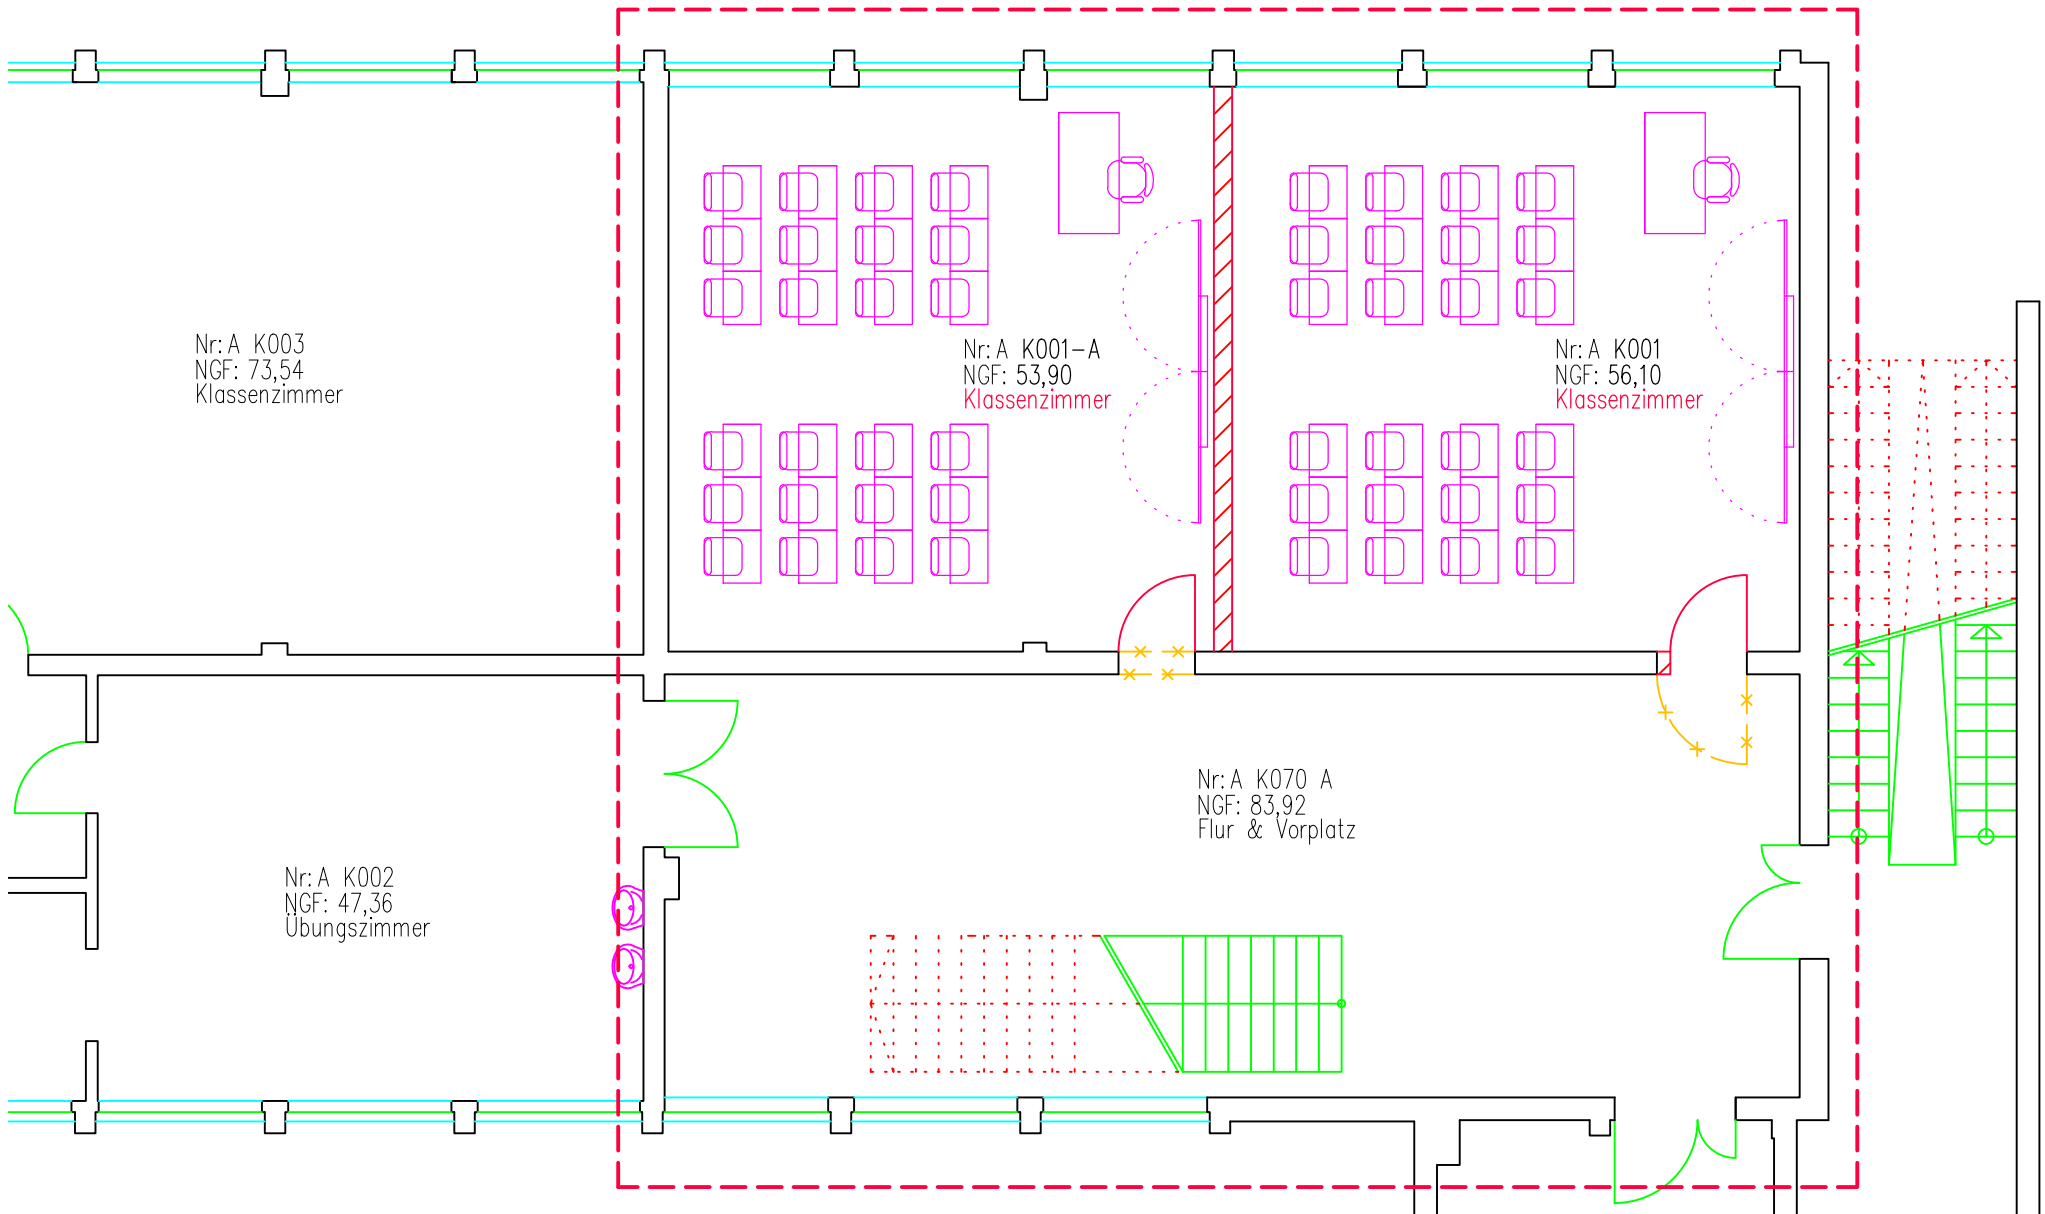 Nr: A K003
NGF: 73,54
Klassenzimmer
Nr: A K001-A
NGF: 53,90
Klassenzimmer
Nr: A K001
NGF: 56,10
Klassenzimmer
Nr: A K070 A
NGF: 83,92
Flur & Vorplatz
Nr: A K002
NGF: 47,36
Übungszimmer